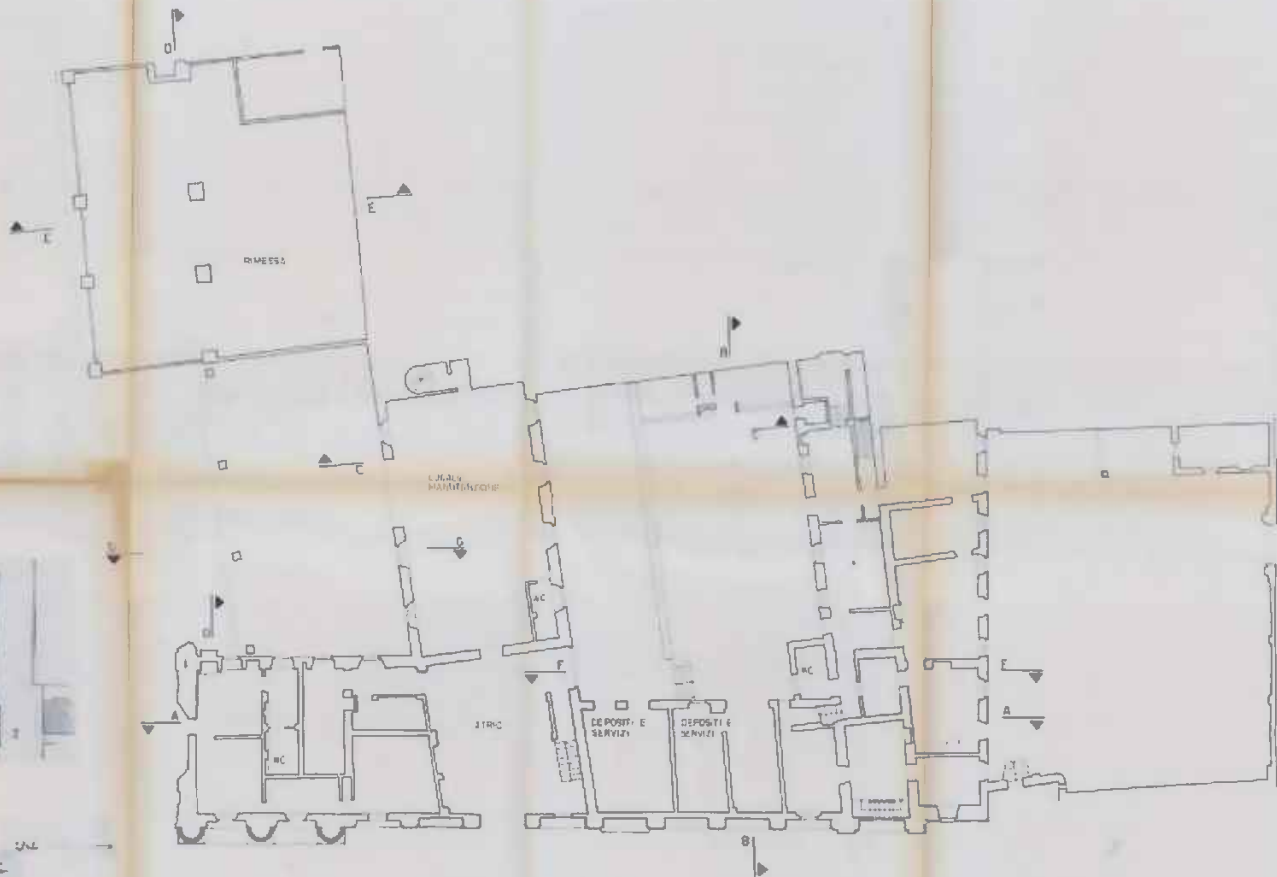 E
RIMESSA
B
C
LOCALE
MANUTENZIONE
G
WC
F
WC
E
A
ATRIO
DEPOSITI E
SERVIZI
DEPOSITI E
SERVIZI
A
WC
B